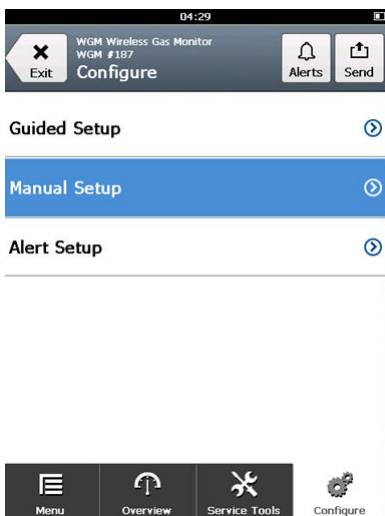 04:29
WGM Wireless Gas Monitor
WGM #187
Configure
Exit
Alerts
Send
Guided Setup
Manual Setup
Alert Setup
Menu
Overview
Service Tools
Configure